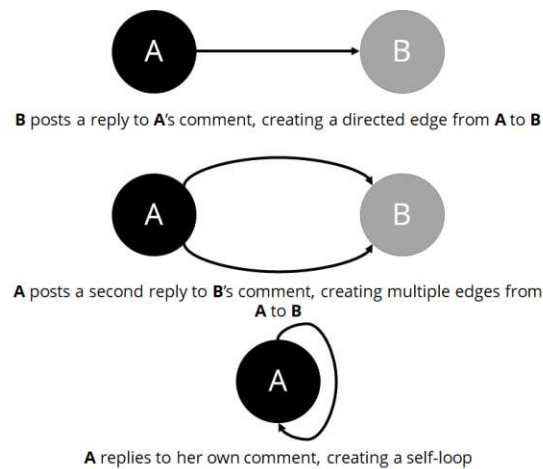 A
B
B posts a reply to A's comment, creating a directed edge from A to B
A
B
A posts a second reply to B's comment, creating multiple edges from
A to B
A
A replies to her own comment, creating a self-loop